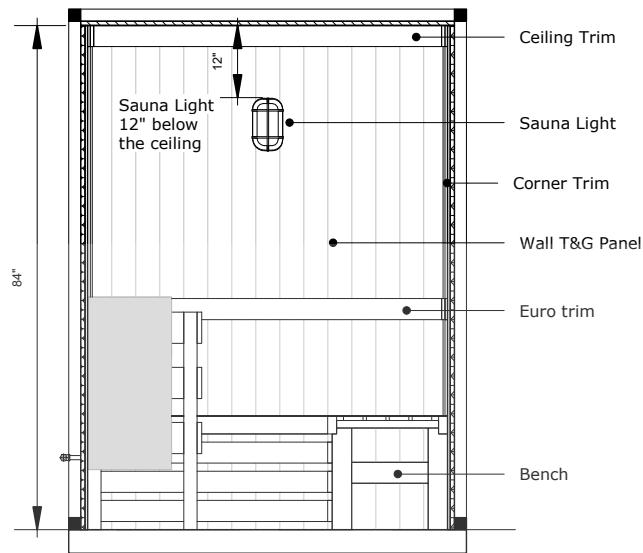 Ceiling Trim
12"
Sauna Light
12" below
the ceiling
Sauna Light
Corner Trim
Wall T&G Panel
84"
Euro trim
Bench